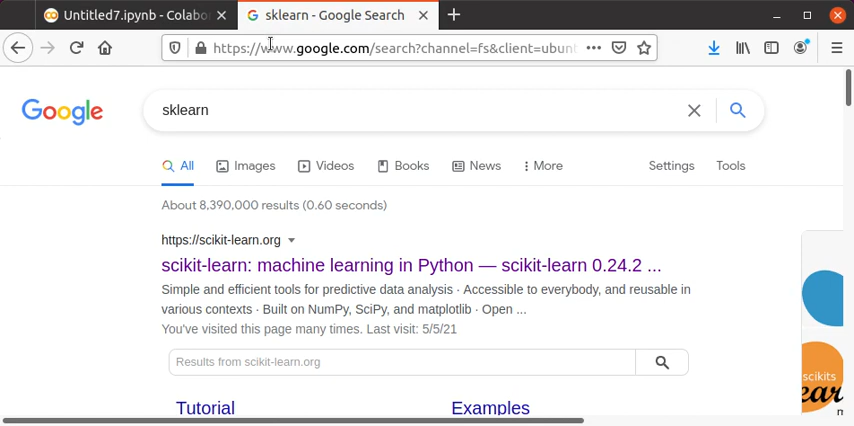 Untitled7.ipynb - Colabo
sklearn - Google Search
https://www.google.com/search?channel=fs&client=ubunt
Google
sklearn
All Images Videos Books News More Settings Tools
About 8,390,000 results (0.60 seconds)
https://scikit-learn.org
scikit-learn: machine learning in Python — scikit-learn 0.24.2 ...
Simple and efficient tools for predictive data analysis · Accessible to everybody, and reusable in
various contexts · Built on NumPy, SciPy, and matplotlib · Open ...
You've visited this page many times. Last visit: 5/5/21
Results from scikit-learn.org
scikits
Tutorial Examples